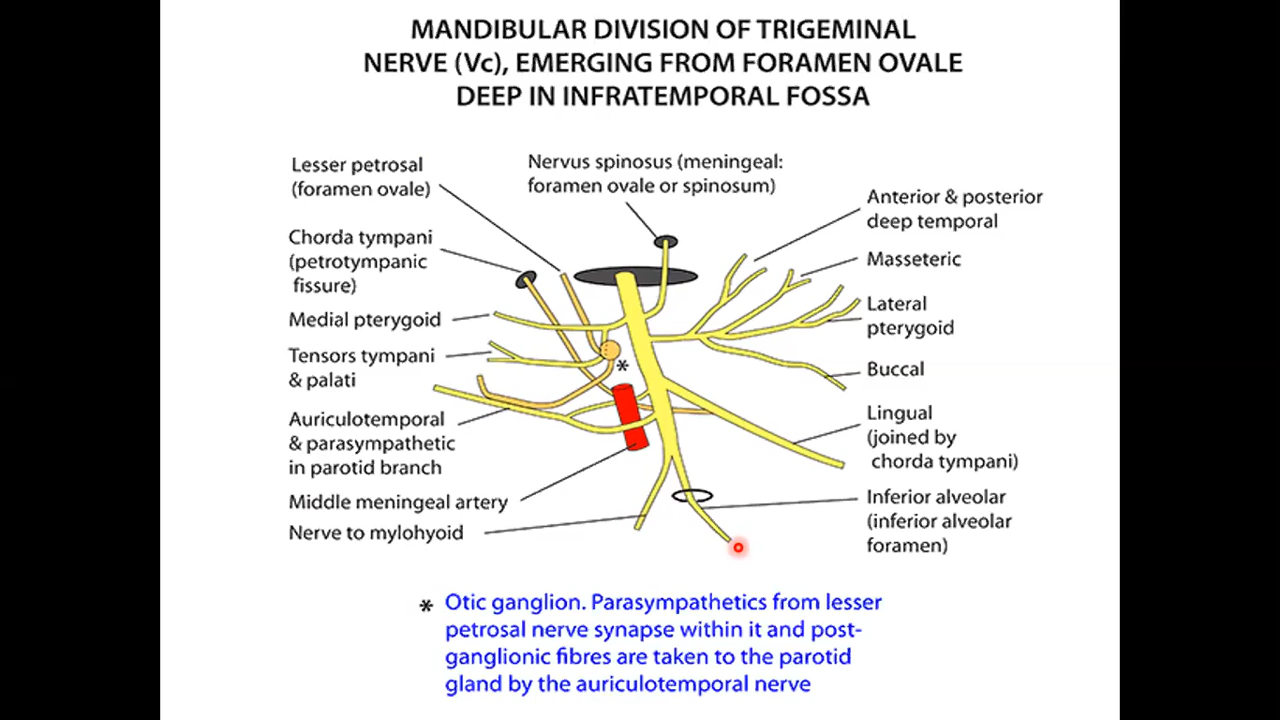 MANDIBULAR DIVISION OF TRIGEMINAL
NERVE (Vc), EMERGING FROM FORAMEN OVALE
DEEP IN INFRATEMPORAL FOSSA
Lesser petrosal
(foramen ovale)
Chorda tympani
(petrotympanic
fissure)
Medial pterygoid
Tensors tympani
& palati
Auriculotemporal
& parasympathetic
in parotid branch
Middle meningeal artery
Nerve to mylohyoid
Nervus spinosus (meningeal:
foramen ovale or spinosum)
*
Anterior & posterior
deep temporal
Masseteric
Lateral
pterygoid
Buccal
Lingual
(joined by
chorda tympani)
Inferior alveolar
(inferior alveolar
foramen)
* Otic ganglion. Parasympathetics from lesser
petrosal nerve synapse within it and post-
ganglionic fibres are taken to the parotid
gland by the auriculotemporal nerve